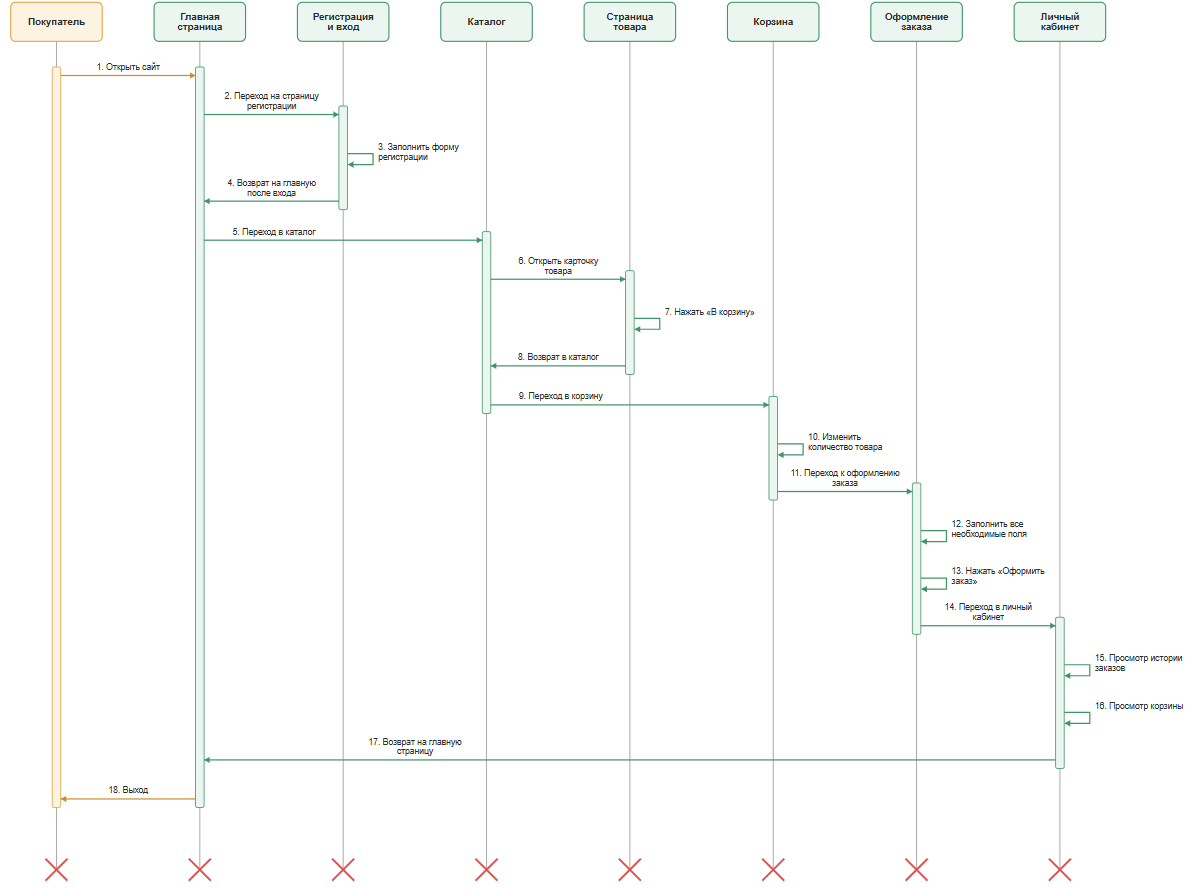 Покупатель
Главная
страница
Регистрация
и вход
Каталог
Страница
товара
Корзина
Оформление
заказа
Личный
кабинет
1. Открыть сайт
2. Переход на страницу
регистрации
3. Заполнить форму
регистрации
4. Возврат на главную
после входа
5. Переход в каталог
6. Открыть карточку
товара
7. Нажать «В корзину»
8. Возврат в каталог
9. Переход в корзину
10. Изменить
количество товара
11. Переход к оформлению
заказа
12. Заполнить все
необходимые поля
13. Нажать «Оформить
заказ»
14. Переход в личный
кабинет
15. Просмотр истории
заказов
16. Просмотр корзины
17. Возврат на главную
страницу
18. Выход